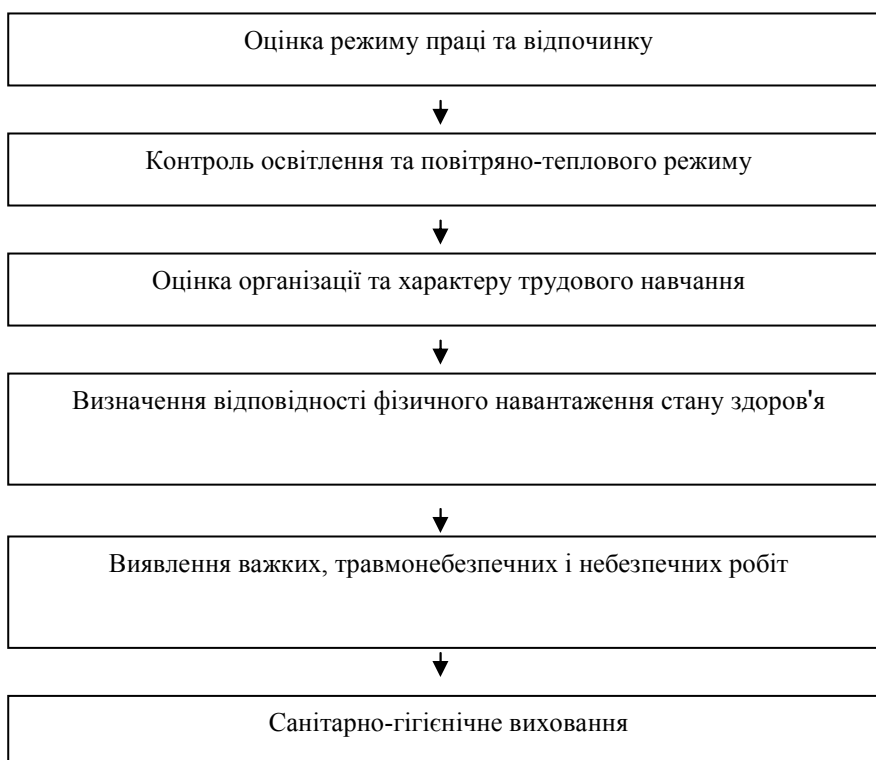 Оцінка режиму праці та відпочинку
Контроль освітлення та повітряно-теплового режиму
Оцінка організації та характеру трудового навчання
Визначення відповідності фізичного навантаження стану здоров'я
Виявлення важких, травмонебезпечних і небезпечних робіт
Санітарно-гігієнічне виховання